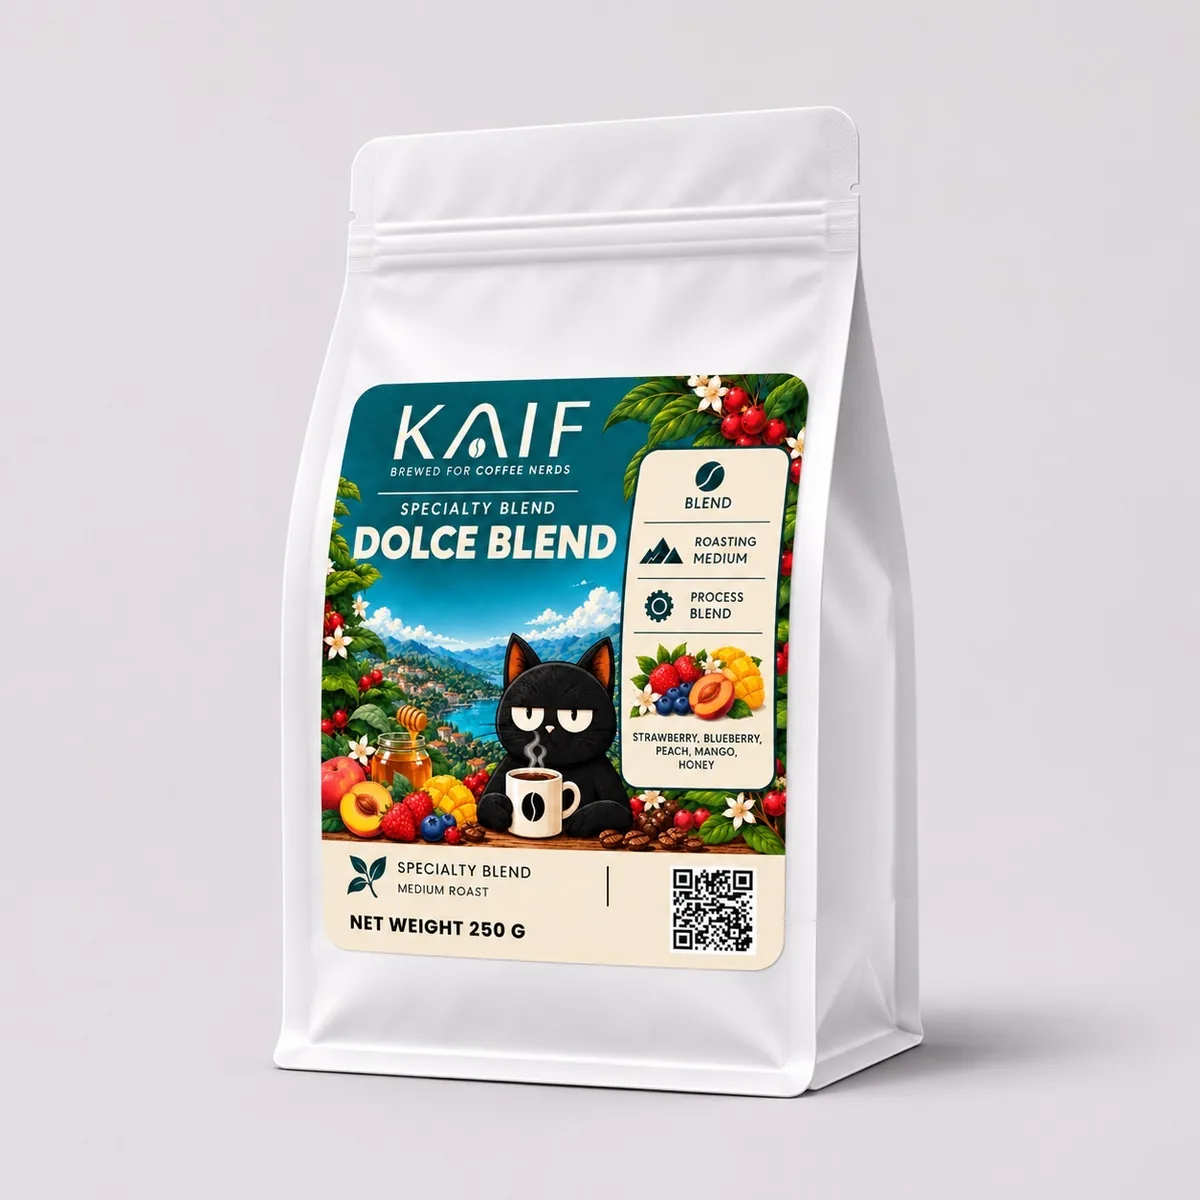 KAIF
BREWED FOR COFFEE NERDS
SPECIALTY BLEND
DOLCE BLEND
BLEND
ROASTING
MEDIUM
PROCESS
BLEND
STRAWBERRY, BLUEBERRY,
PEACH, MANGO,
HONEY
SPECIALTY BLEND
MEDIUM ROAST
NET WEIGHT 250 G